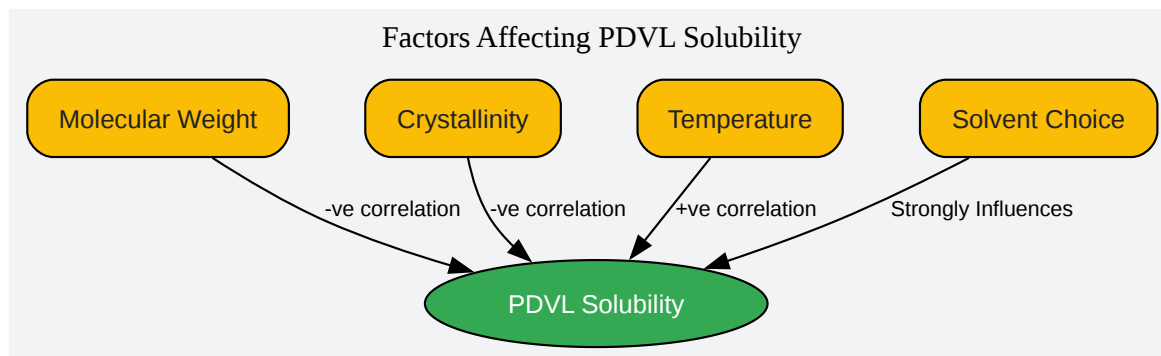 Factors Affecting PDVL Solubility
Molecular Weight
Crystallinity
Temperature
Solvent Choice
-ve correlation
-ve correlation
+ve correlation
Strongly Influences
PDVL Solubility